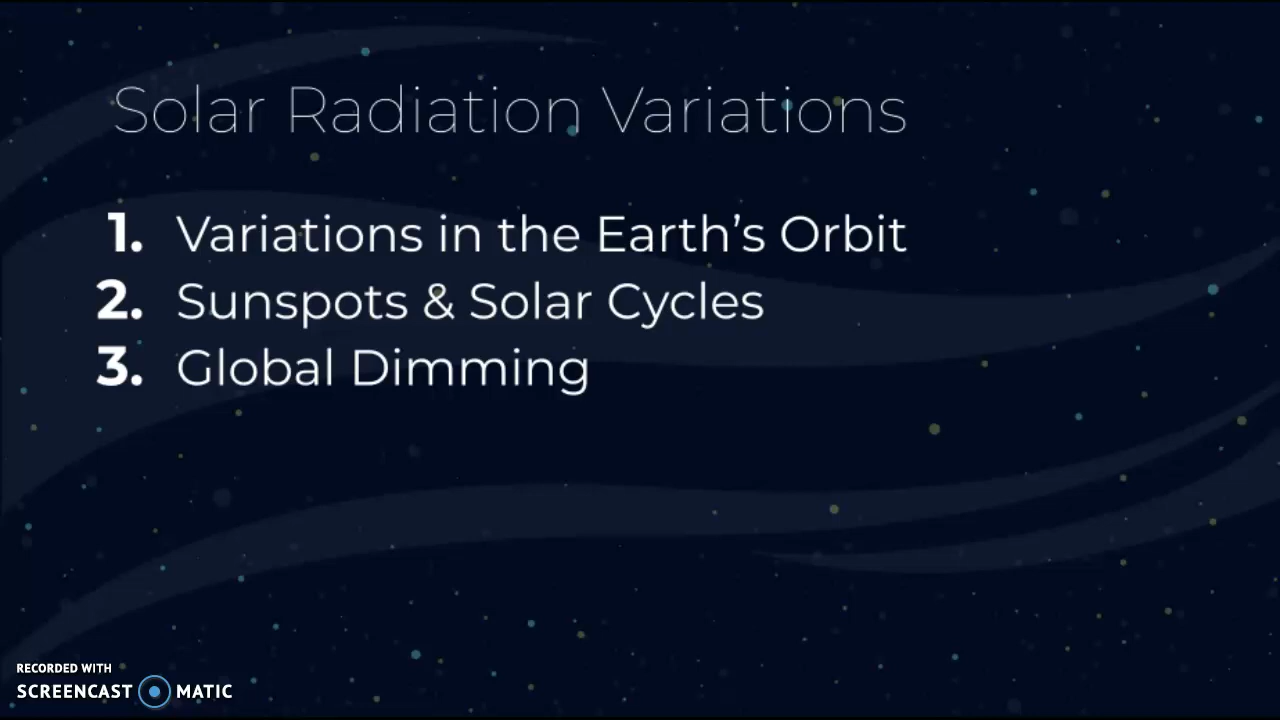 Solar Radiation Variations
1. Variations in the Earth’s Orbit
2. Sunspots & Solar Cycles
3. Global Dimming
RECORDED WITH
SCREENCAST MATIC